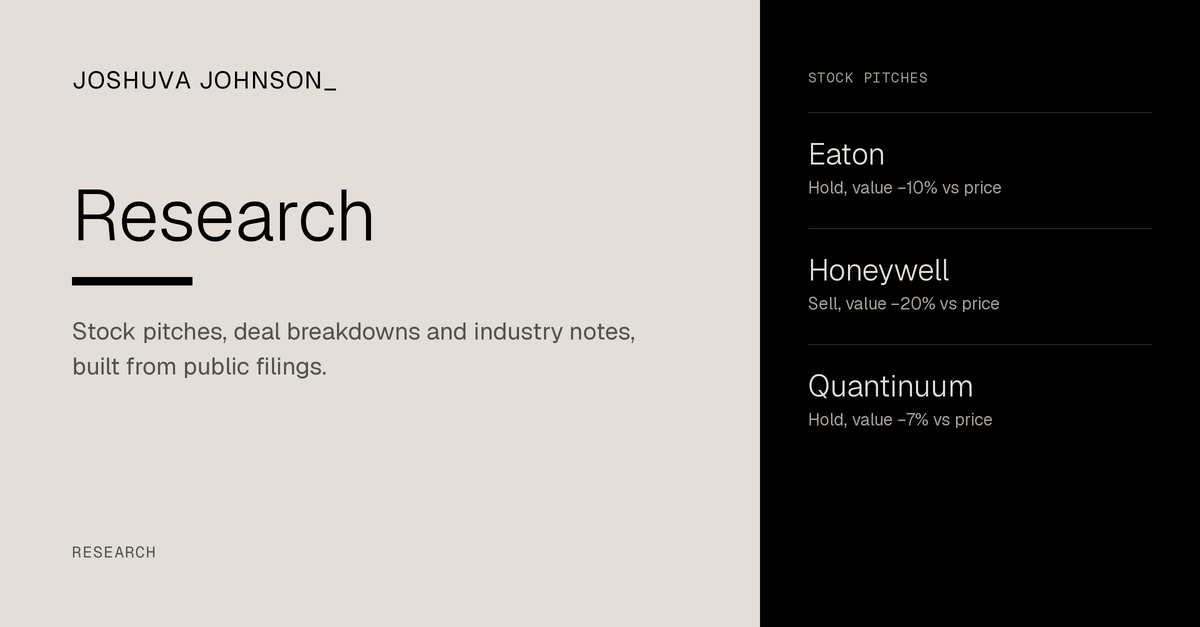 JOSHUVA JOHNSON_
Research
Stock pitches, deal breakdowns and industry notes,
built from public filings.
RESEARCH
STOCK PITCHES
Eaton
Hold, value −10% vs price
Honeywell
Sell, value −20% vs price
Quantinuum
Hold, value −7% vs price